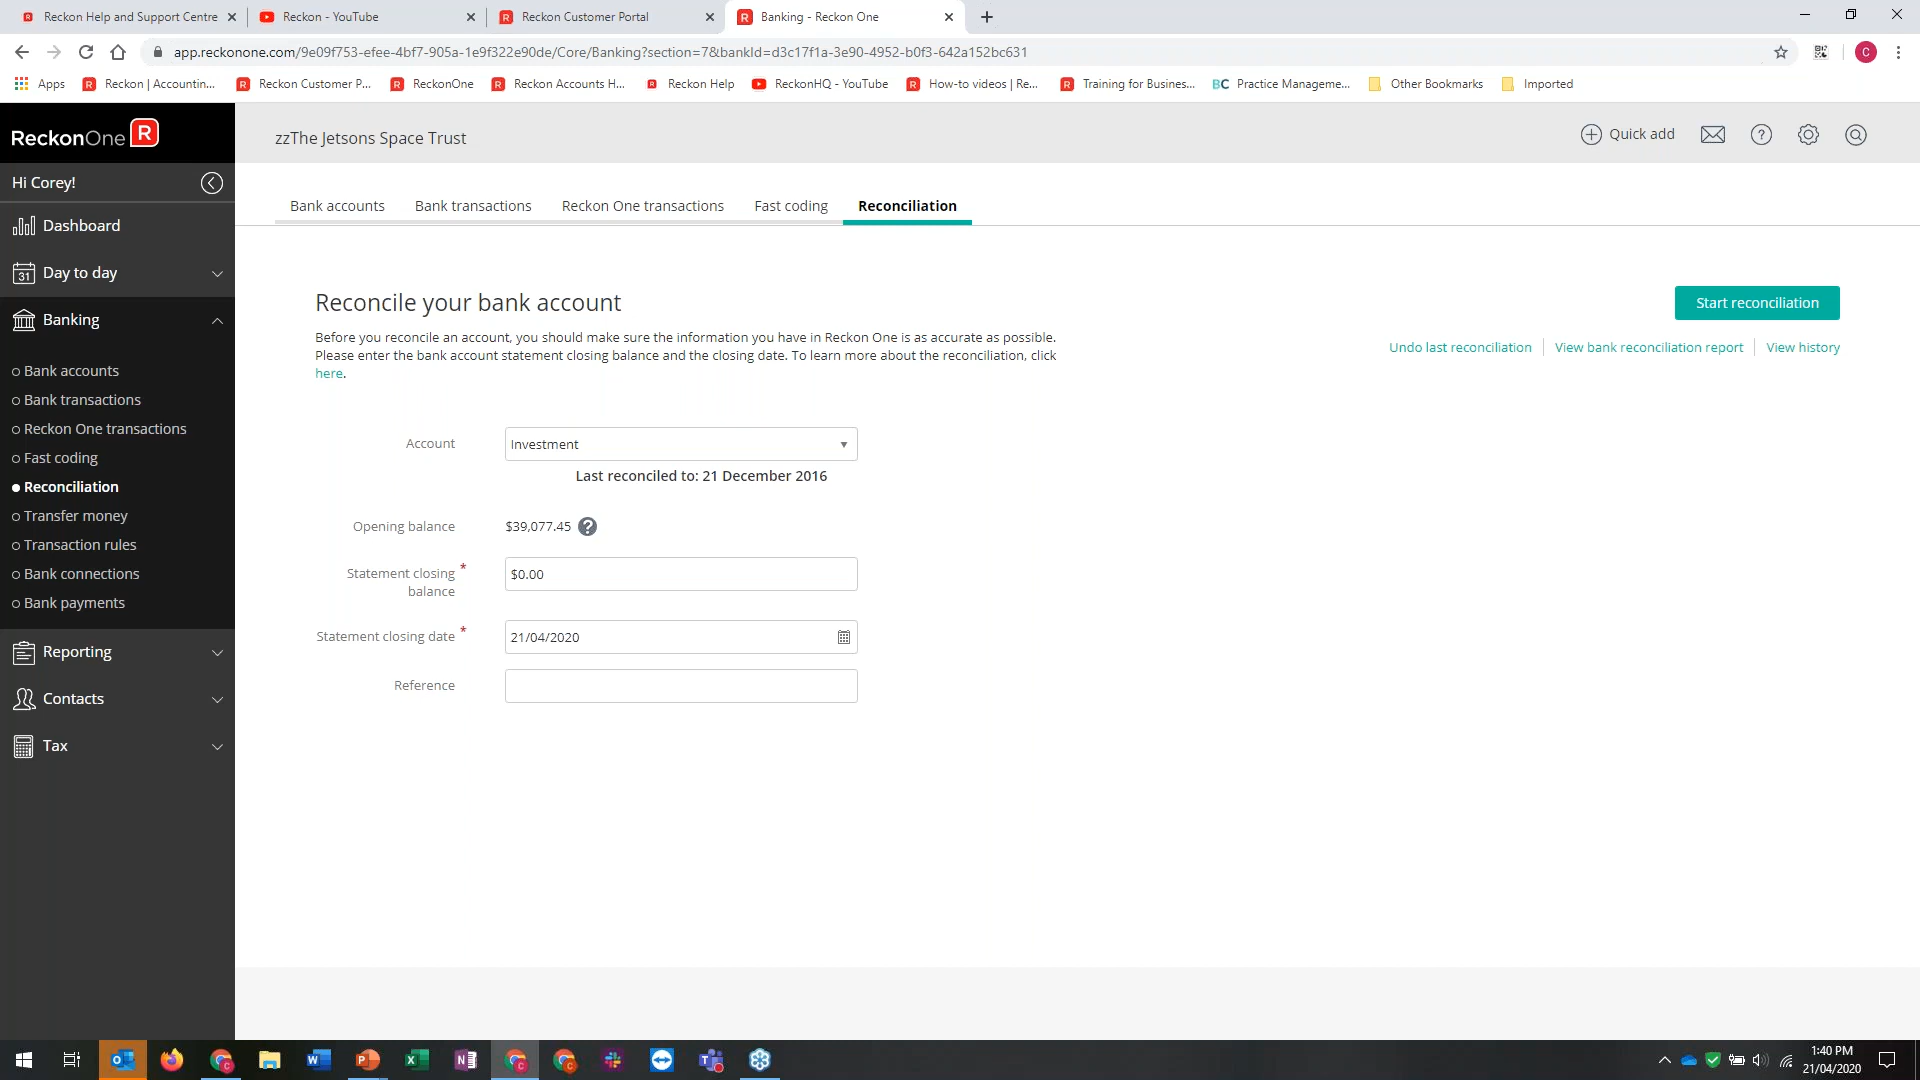 Reckon Help and Support Centre
Reckon - YouTube
Reckon Customer Portal
Banking - Reckon One
app.reckonone.com/9e09f753-efee-4bf7-905a-1e9f322e90de/Core/Banking?section=7&bankId=d3c17f1a-3e90-4952-b0f3-642a152bc631
C
Apps
Reckon | Accountin...
Reckon Customer P...
ReckonOne
Reckon Accounts H...
Reckon Help
ReckonHQ - YouTube
How-to videos | Re...
Training for Busines...
BC Practice Manageme...
Other Bookmarks
Imported
ReckonOne R
zzThe Jetsons Space Trust
Quick add
Hi Corey!
Dashboard
31 Day to day
Banking
Bank accounts
Bank transactions
Reckon One transactions
Fast coding
Reconciliation
Transfer money
Transaction rules
Bank connections
Bank payments
Reporting
Contacts
Tax
Bank accounts
Bank transactions
Reckon One transactions
Fast coding
Reconciliation
Reconcile your bank account
Before you reconcile an account, you should make sure the information you have in Reckon One is as accurate as possible.
Please enter the bank account statement closing balance and the closing date. To learn more about the reconciliation, click
here.
Start reconciliation
Undo last reconciliation
View bank reconciliation report
View history
Account
Investment
Last reconciled to: 21 December 2016
Opening balance
$39,077.45 ?
Statement closing *
balance
$0.00
Statement closing date *
21/04/2020
Reference
1:40 PM
21/04/2020